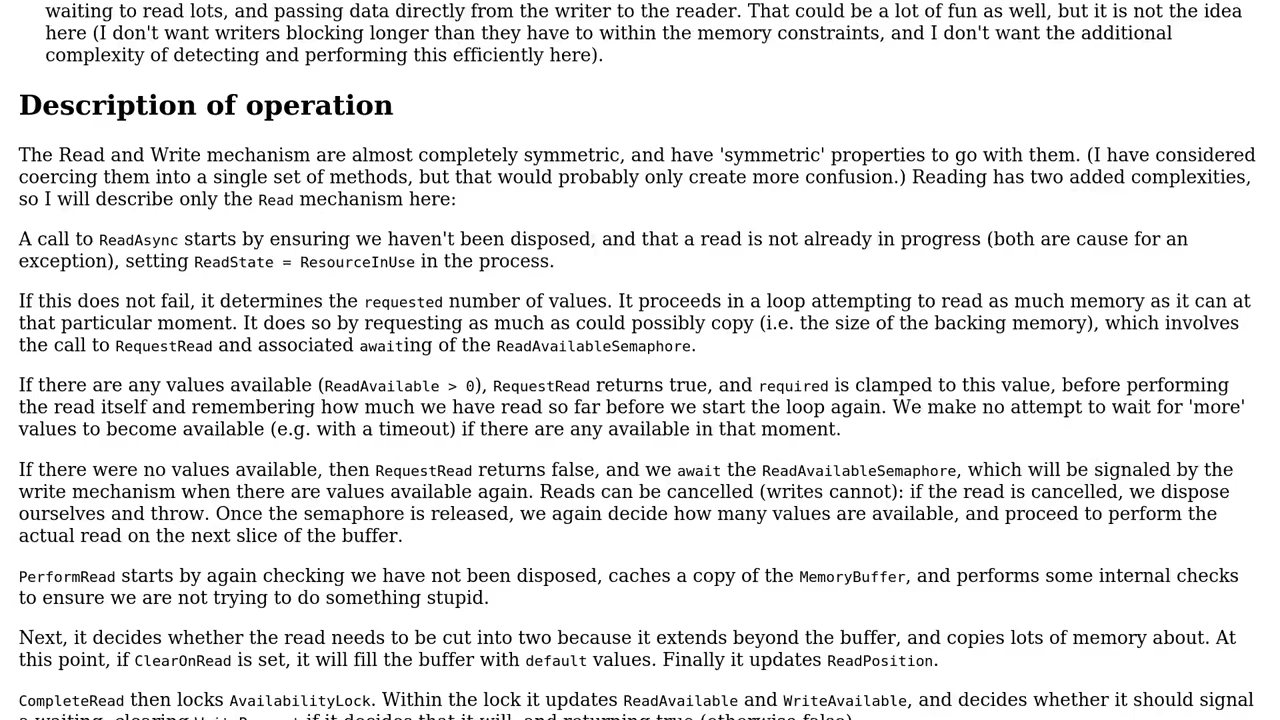 waiting to read lots, and passing data directly from the writer to the reader. That could be a lot of fun as well, but it is not the idea
here (I don't want writers blocking longer than they have to within the memory constraints, and I don't want the additional
complexity of detecting and performing this efficiently here).
Description of operation
The Read and Write mechanism are almost completely symmetric, and have 'symmetric' properties to go with them. (I have considered
coercing them into a single set of methods, but that would probably only create more confusion.) Reading has two added complexities,
so I will describe only the Read mechanism here:
A call to ReadAsync starts by ensuring we haven't been disposed, and that a read is not already in progress (both are cause for an
exception), setting ReadState = ResourceInUse in the process.
If this does not fail, it determines the requested number of values. It proceeds in a loop attempting to read as much memory as it can at
that particular moment. It does so by requesting as much as could possibly copy (i.e. the size of the backing memory), which involves
the call to RequestRead and associated awaiting of the ReadAvailableSemaphore.
If there are any values available (ReadAvailable > 0), RequestRead returns true, and required is clamped to this value, before performing
the read itself and remembering how much we have read so far before we start the loop again. We make no attempt to wait for 'more'
values to become available (e.g. with a timeout) if there are any available in that moment.
If there were no values available, then RequestRead returns false, and we await the ReadAvailableSemaphore, which will be signaled by the
write mechanism when there are values available again. Reads can be cancelled (writes cannot): if the read is cancelled, we dispose
ourselves and throw. Once the semaphore is released, we again decide how many values are available, and proceed to perform the
actual read on the next slice of the buffer.
PerformRead starts by again checking we have not been disposed, caches a copy of the MemoryBuffer, and performs some internal checks
to ensure we are not trying to do something stupid.
Next, it decides whether the read needs to be cut into two because it extends beyond the buffer, and copies lots of memory about. At
this point, if ClearOnRead is set, it will fill the buffer with default values. Finally it updates ReadPosition.
CompleteRead then locks AvailabilityLock. Within the lock it updates ReadAvailable and WriteAvailable, and decides whether it should signal
a waiting, clearing if it decides that it will, and returning true (otherwise false).